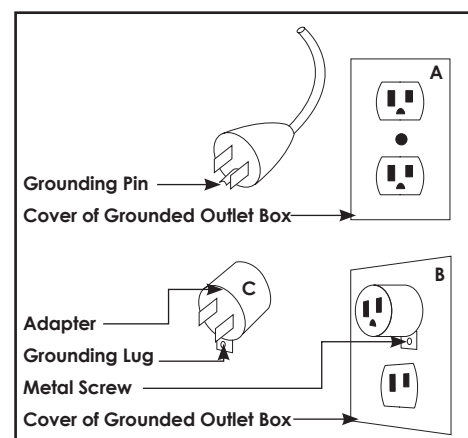 A
Grounding Pin
Cover of Grounded Outlet Box
B
C
Adapter
Grounding Lug
Metal Screw
Cover of Grounded Outlet Box